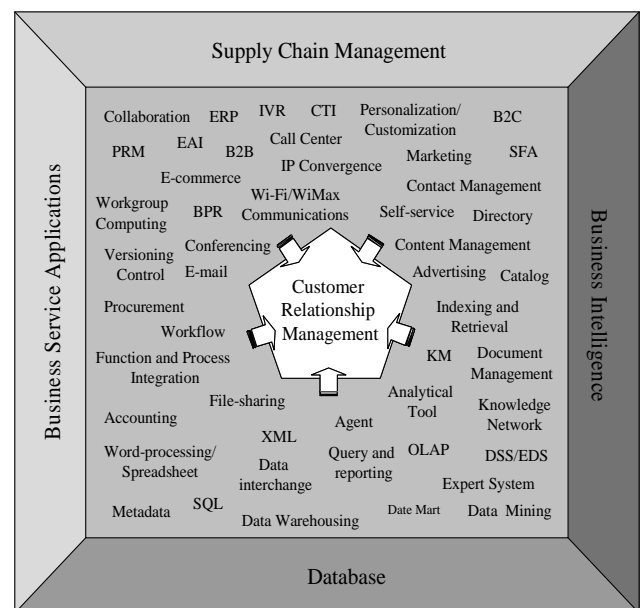 Supply Chain Management
Business Service Applications
Collaboration
ERP
IVR
CTI
Personalization/
Customization
B2C
PRM
EAI
B2B
Call Center
IP Convergence
Marketing
SFA
E-commerce
Contact Management
Workgroup
Computing
BPR
Wi-Fi/WiMax
Communications
Self-service
Directory
Versioning
Control
Conferencing
E-mail
Content Management
Advertising
Catalog
Customer
Relationship
Management
Procurement
Workflow
Indexing and
Retrieval
Function and Process
Integration
KM
Document
Management
File-sharing
Analytical
Tool
Knowledge
Network
Accounting
Agent
XML
Word-processing/
Spreadsheet
Data
interchange
Query and
reporting
OLAP
DSS/EDS
Expert System
Metadata
SQL
Data Warehousing
Date Mart
Data Mining
Business Intelligence
Database